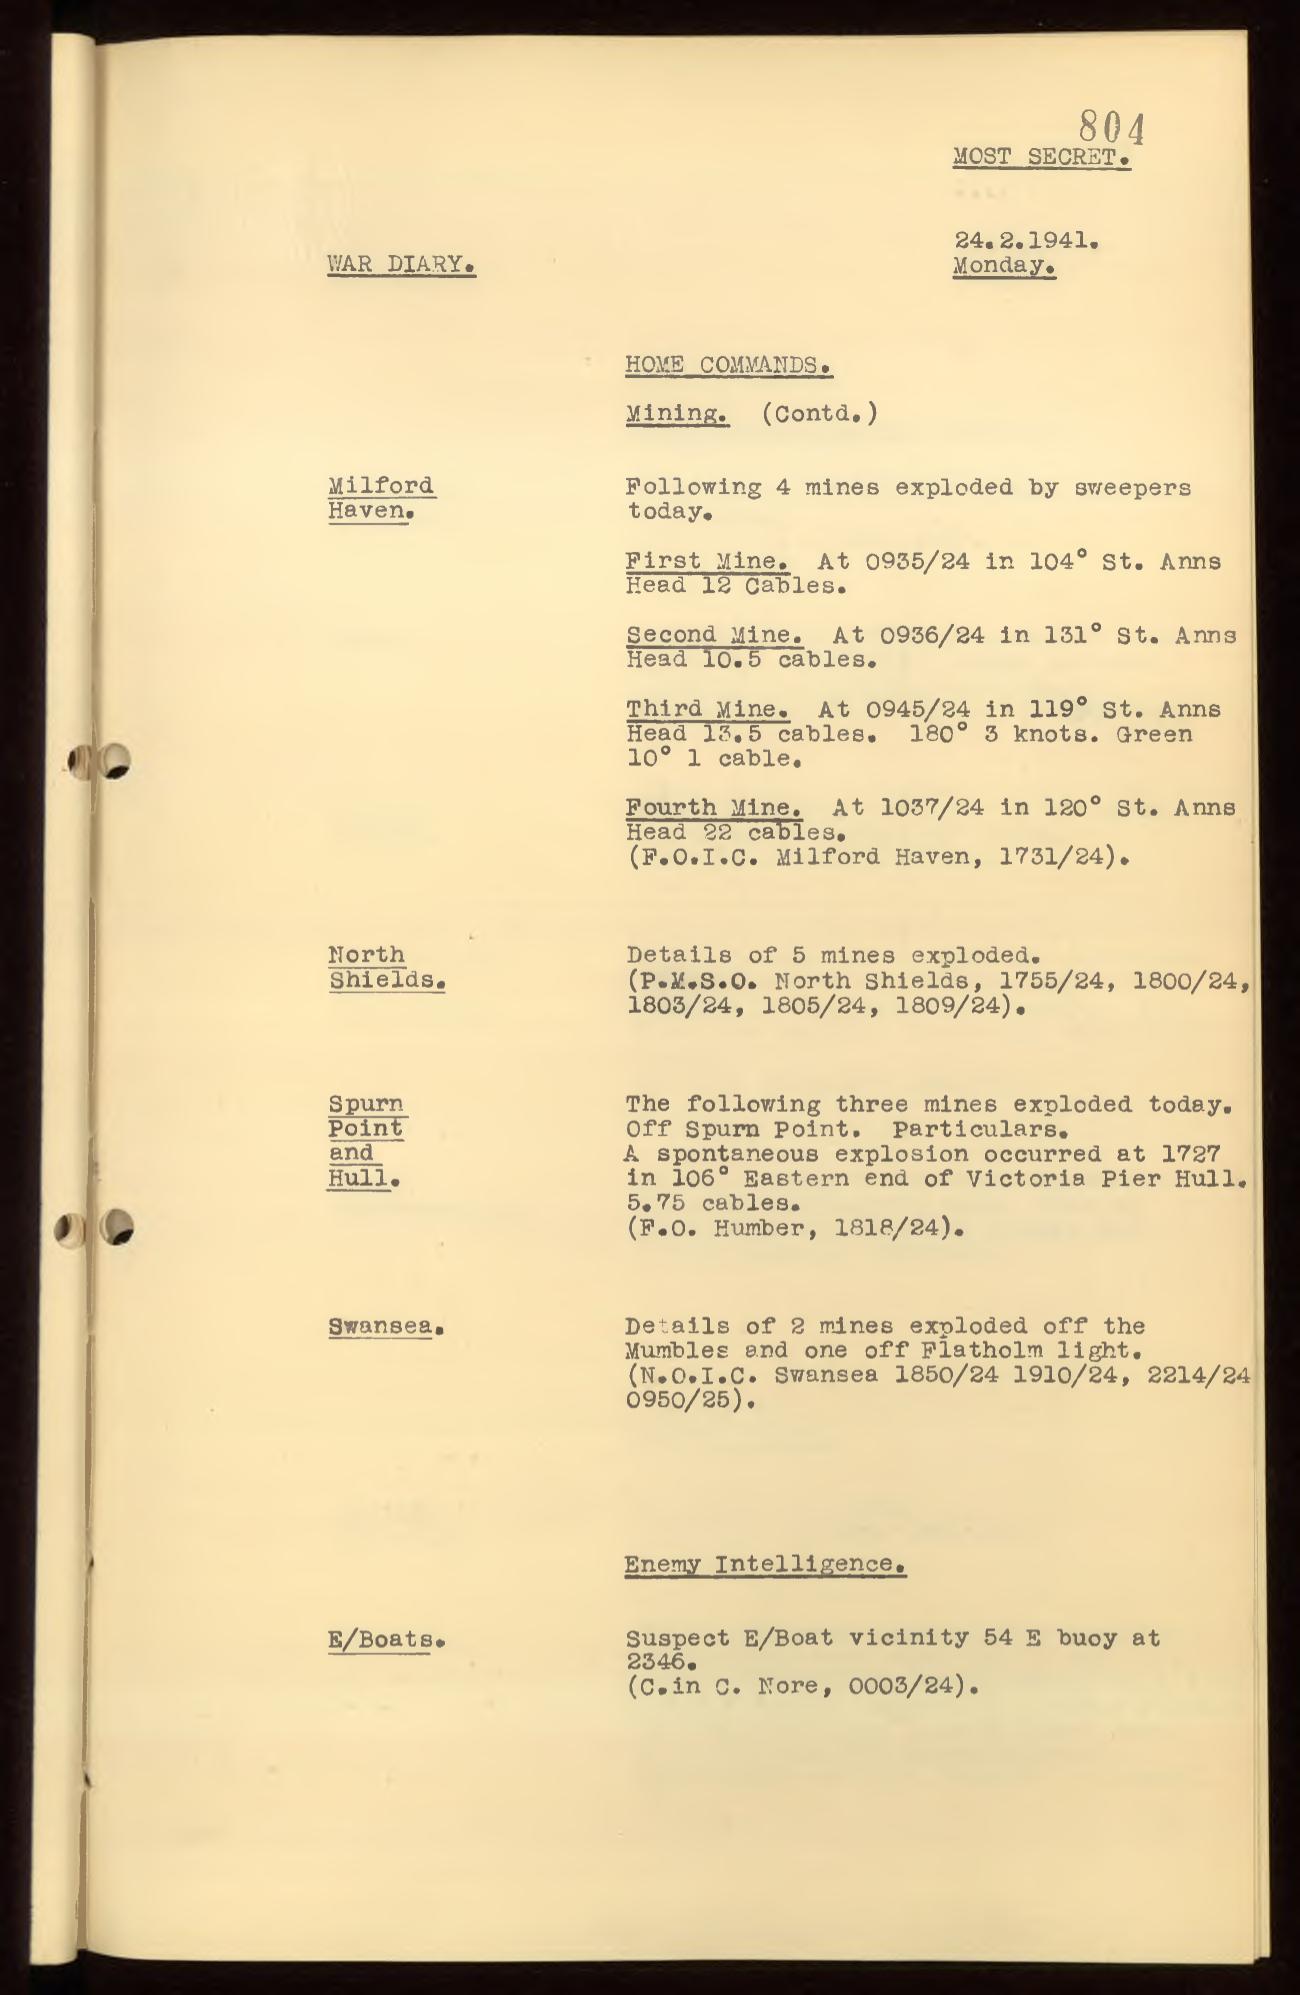 804
MOST SECRET.
24.2.1941.
WAR DIARY.
Monday.
HOME COMMANDS.
Mining. (Contd.)
Milford
Haven.
Following 4 mines exploded by sweepers
today.
First Mine. At 0935/24 in 104° St. Anns
Head 12 Cables.
Second Mine. At 0936/24 in 131° St. Anns
Head 10.5 cables.
Third Mine. At 0945/24 in 119° St. Anns
Head 13.5 cables. 180° 3 knots. Green
10° 1 cable.
Fourth Mine. At 1037/24 in 120° St. Anns
Head 22 cables.
(F.O.I.C. Milford Haven, 1731/24).
North
Shields.
Details of 5 mines exploded.
(P.M.S.O. North Shields, 1755/24, 1800/24,
1803/24, 1805/24, 1809/24).
Spurn
Point
and
Hull.
The following three mines exploded today.
Off Spurn Point. Particulars.
A spontaneous explosion occurred at 1727
in 106° Eastern end of Victoria Pier Hull.
5.75 cables.
(F.O. Humber, 1818/24).
Swansea.
Details of 2 mines exploded off the
Mumbles and one off Flatholm light.
(N.O.I.C. Swansea 1850/24 1910/24, 2214/24
0950/25).
Enemy Intelligence.
E/Boats.
Suspect E/Boat vicinity 54 E buoy at
2346.
(C.in C. Nore, 0003/24).